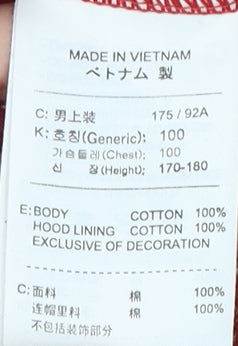 MADE IN VIETNAM
ベトナム 製
C: 男上裝 175 / 92A
K: 호칭(Generic): 100
가슴둘레(Chest): 100
신 장(Height): 170-180
E: BODY COTTON 100%
HOOD LINING COTTON 100%
EXCLUSIVE OF DECORATION
C: 面料 棉 100%
连帽里料 棉 100%
不包括装饰部分